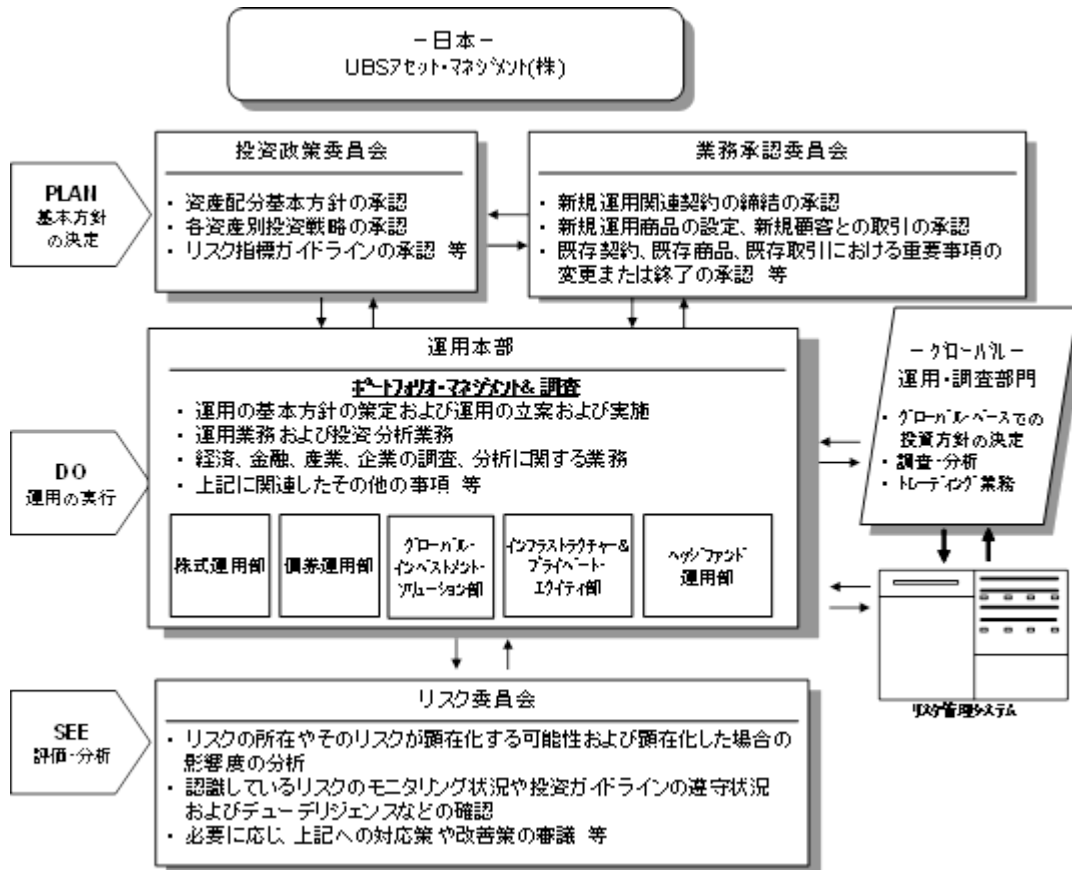 －日本－
UBSアセット・マネジメント(株)
投資政策委員会
・ 資産配分基本方針の承認
・ 各資産別投資戦略の承認
・ リスク指標ガイドラインの承認 等
業務承認委員会
・ 新規運用関連契約の締結の承認
・ 新規運用商品の設定、新規顧客との取引の承認
・ 既存契約、既存商品、既存取引における重要事項の
変更または終了の承認 等
PLAN
基本方針
の決定
運用本部
ポートフォリオ・マネジメント& 調査
・ 運用の基本方針の策定および運用の立案および実施
・ 運用業務および投資分析業務
・ 経済、金融、産業、企業の調査、分析に関する業務
・ 上記に関連したその他の事項 等
株式運用部
債券運用部
グローバル・
インベストメント・
ソリューション部
インフラストラクチャー&
プライベート・
エクイティ部
ヘッジファンド
運用部
DO
運用の実行
－グローバル－
運用・調査部門
・ グローバル・ベースでの
投資方針の決定
・ 調査・分析
・ トレーディング業務
リスク管理システム
SEE
評価・分析
リスク委員会
・ リスクの所在やそのリスクが顕在化する可能性および顕在化した場合の
影響度の分析
・ 認識しているリスクのモニタリング状況や投資ガイドラインの遵守状況
およびデューデリジェンスなどの確認
・ 必要に応じ、上記への対応策や改善策の審議 等